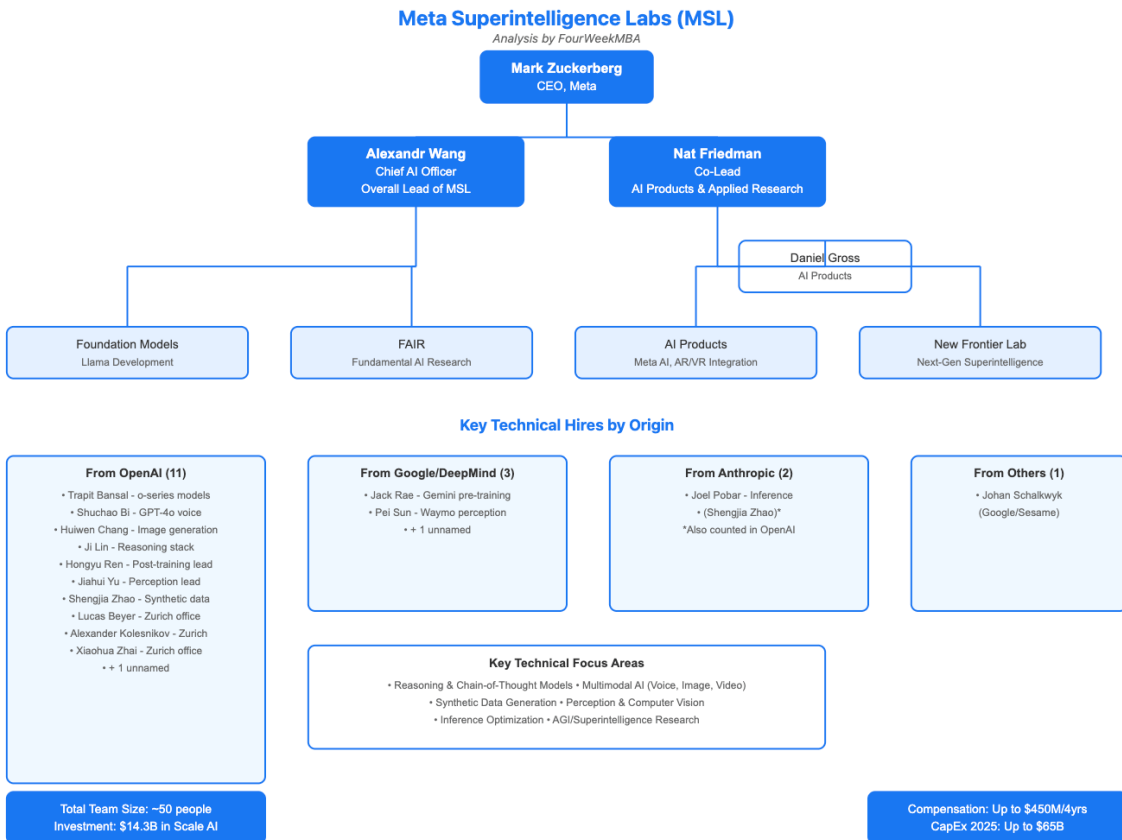 Meta Superintelligence Labs (MSL)
Analysis by FourWeekMBA
Mark Zuckerberg
CEO, Meta
Alexandr Wang
Chief AI Officer
Overall Lead of MSL
Nat Friedman
Co-Lead
AI Products & Applied Research
Daniel Gross
AI Products
Foundation Models
Llama Development
FAIR
Fundamental AI Research
AI Products
Meta AI, AR/VR Integration
New Frontier Lab
Next-Gen Superintelligence
Key Technical Hires by Origin
From OpenAI (11)
• Trapit Bansal - o-series models
• Shuchao Bi - GPT-4o voice
• Huiwen Chang - Image generation
• Ji Lin - Reasoning stack
• Hongyu Ren - Post-training lead
• Jiahui Yu - Perception lead
• Shengjia Zhao - Synthetic data
• Lucas Beyer - Zurich office
• Alexander Kolesnikov - Zurich
• Xiaohua Zhai - Zurich office
• + 1 unnamed
From Google/DeepMind (3)
• Jack Rae - Gemini pre-training
• Pei Sun - Waymo perception
• + 1 unnamed
From Anthropic (2)
• Joel Pobar - Inference
• (Shengjia Zhao)*
*Also counted in OpenAI
From Others (1)
• Johan Schalkwyk
(Google/Sesame)
Key Technical Focus Areas
• Reasoning & Chain-of-Thought Models • Multimodal AI (Voice, Image, Video)
• Synthetic Data Generation • Perception & Computer Vision
• Inference Optimization • AGI/Superintelligence Research
Total Team Size: ~50 people
Investment: $14.3B in Scale AI
Compensation: Up to $450M/4yrs
CapEx 2025: Up to $65B